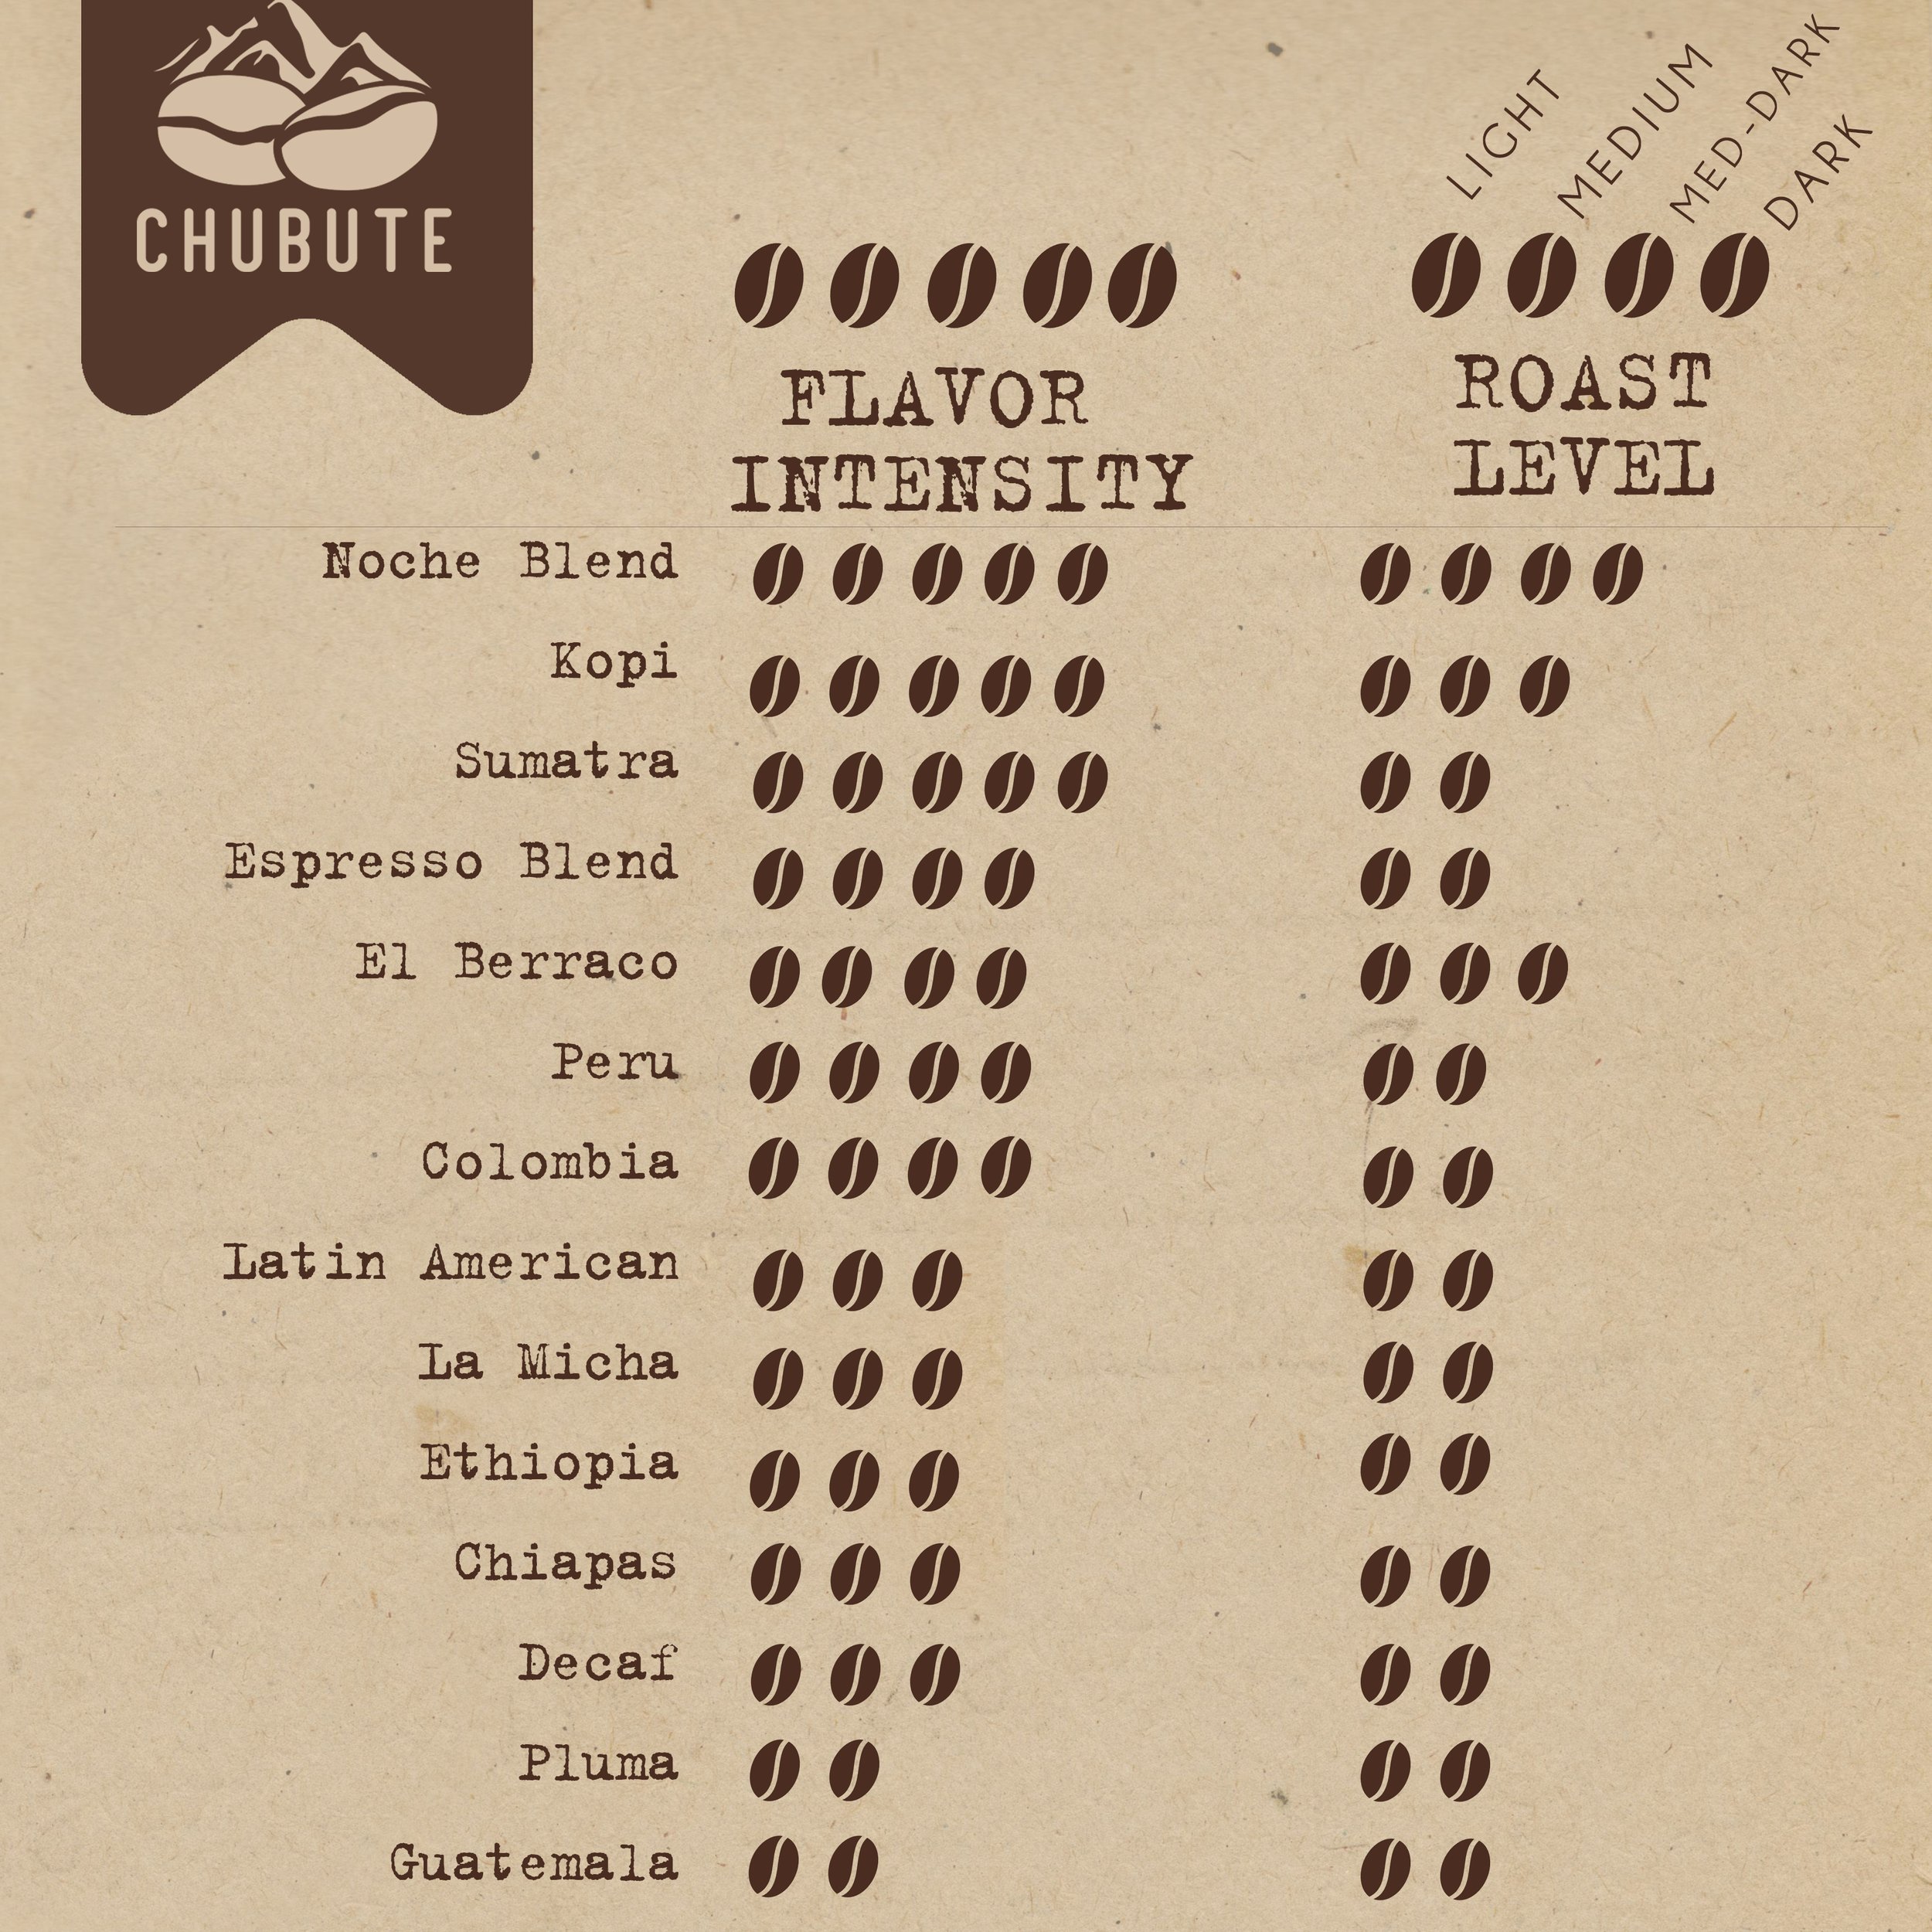 CHUBUTE
LIGHT
MEDIUM
MED-DARK
DARK
FLAVOR
INTENSITY
ROAST
LEVEL
Noche Blend
Kopi
Sumatra
Espresso Blend
El Berraco
Peru
Colombia
Latin American
La Micha
Ethiopia
Chiapas
Decaf
Pluma
Guatemala